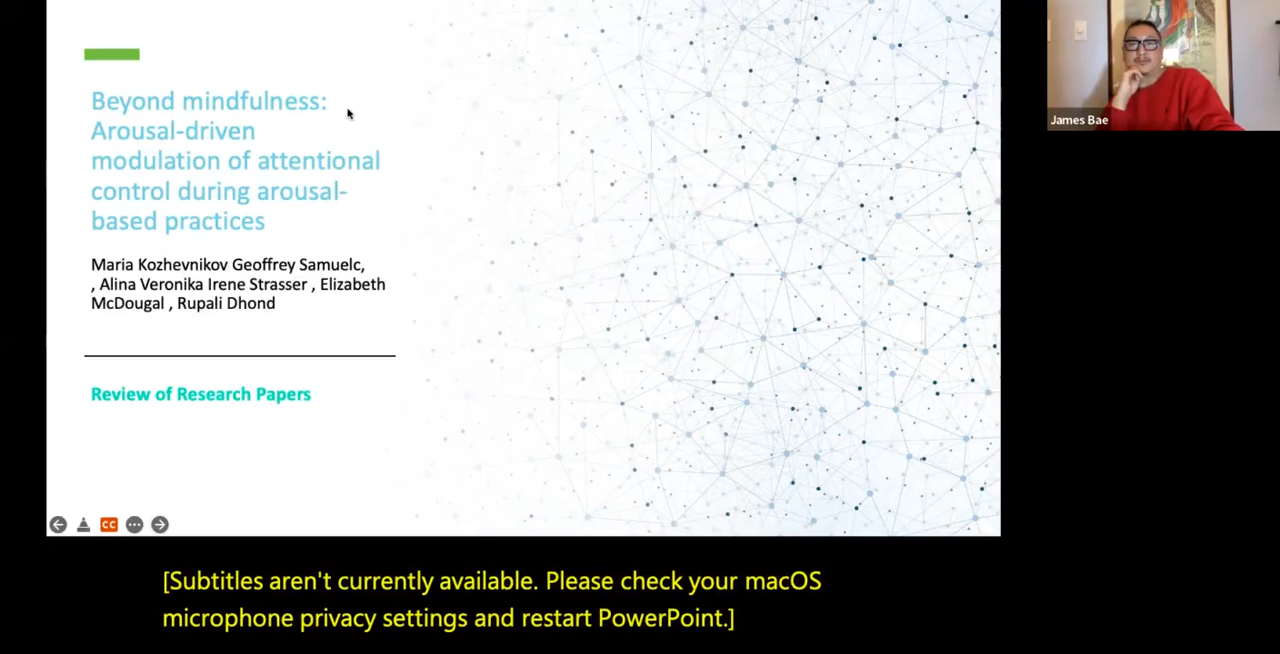 Beyond mindfulness:
Arousal-driven
modulation of attentional
control during arousal-
based practices
Maria Kozhevnikov Geoffrey Samuelc,
, Alina Veronika Irene Strasser , Elizabeth
McDougal , Rupali Dhond
Review of Research Papers
CC
[Subtitles aren't currently available. Please check your macOS
microphone privacy settings and restart PowerPoint.]
James Bae